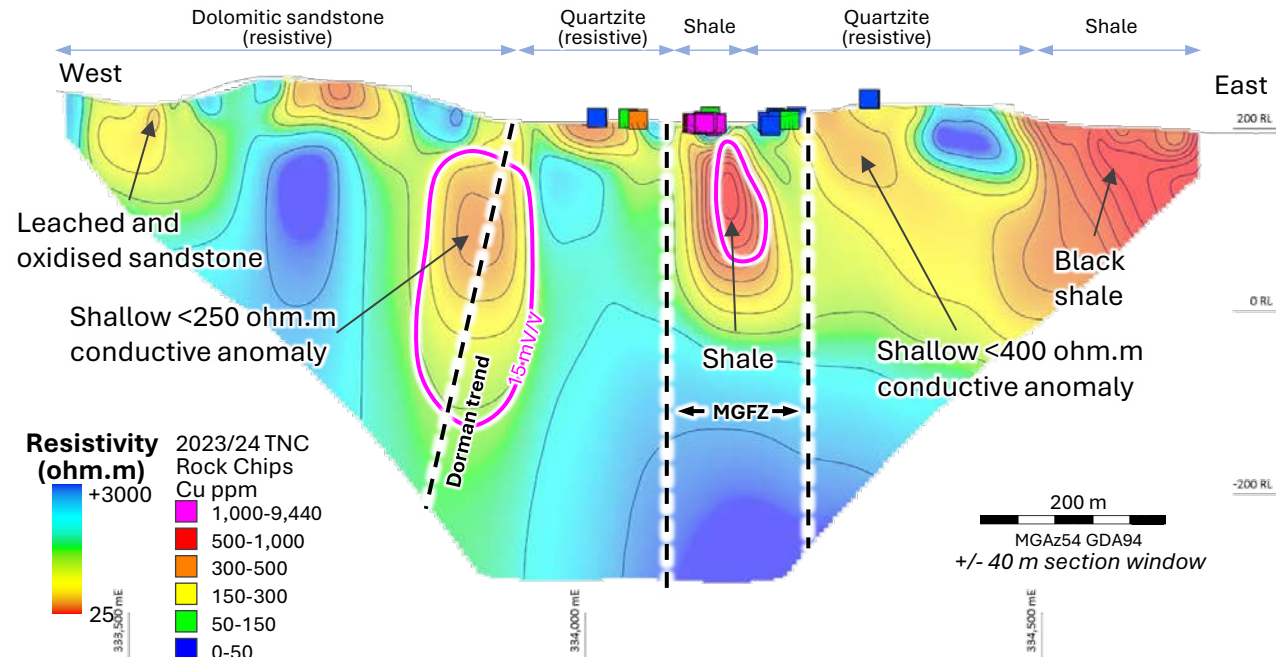 Dolomitic sandstone
(resistive)
Quartzite
(resistive)
Shale
Quartzite
(resistive)
Shale
West
East
200 RL
Leached and
oxidised sandstone
Black
shale
0 RL
Shallow <250 ohm.m
conductive anomaly
15 mV/V
Shale
Shallow <400 ohm.m
conductive anomaly
Dorman trend
MGFZ
-200 RL
Resistivity
(ohm.m)
+3000
25
2023/24 TNC
Rock Chips
Cu ppm
1,000-9,440
500-1,000
300-500
150-300
50-150
0-50
200 m
MGAz54 GDA94
+/- 40 m section window
333,500 mE
334,000 mE
334,500 mE